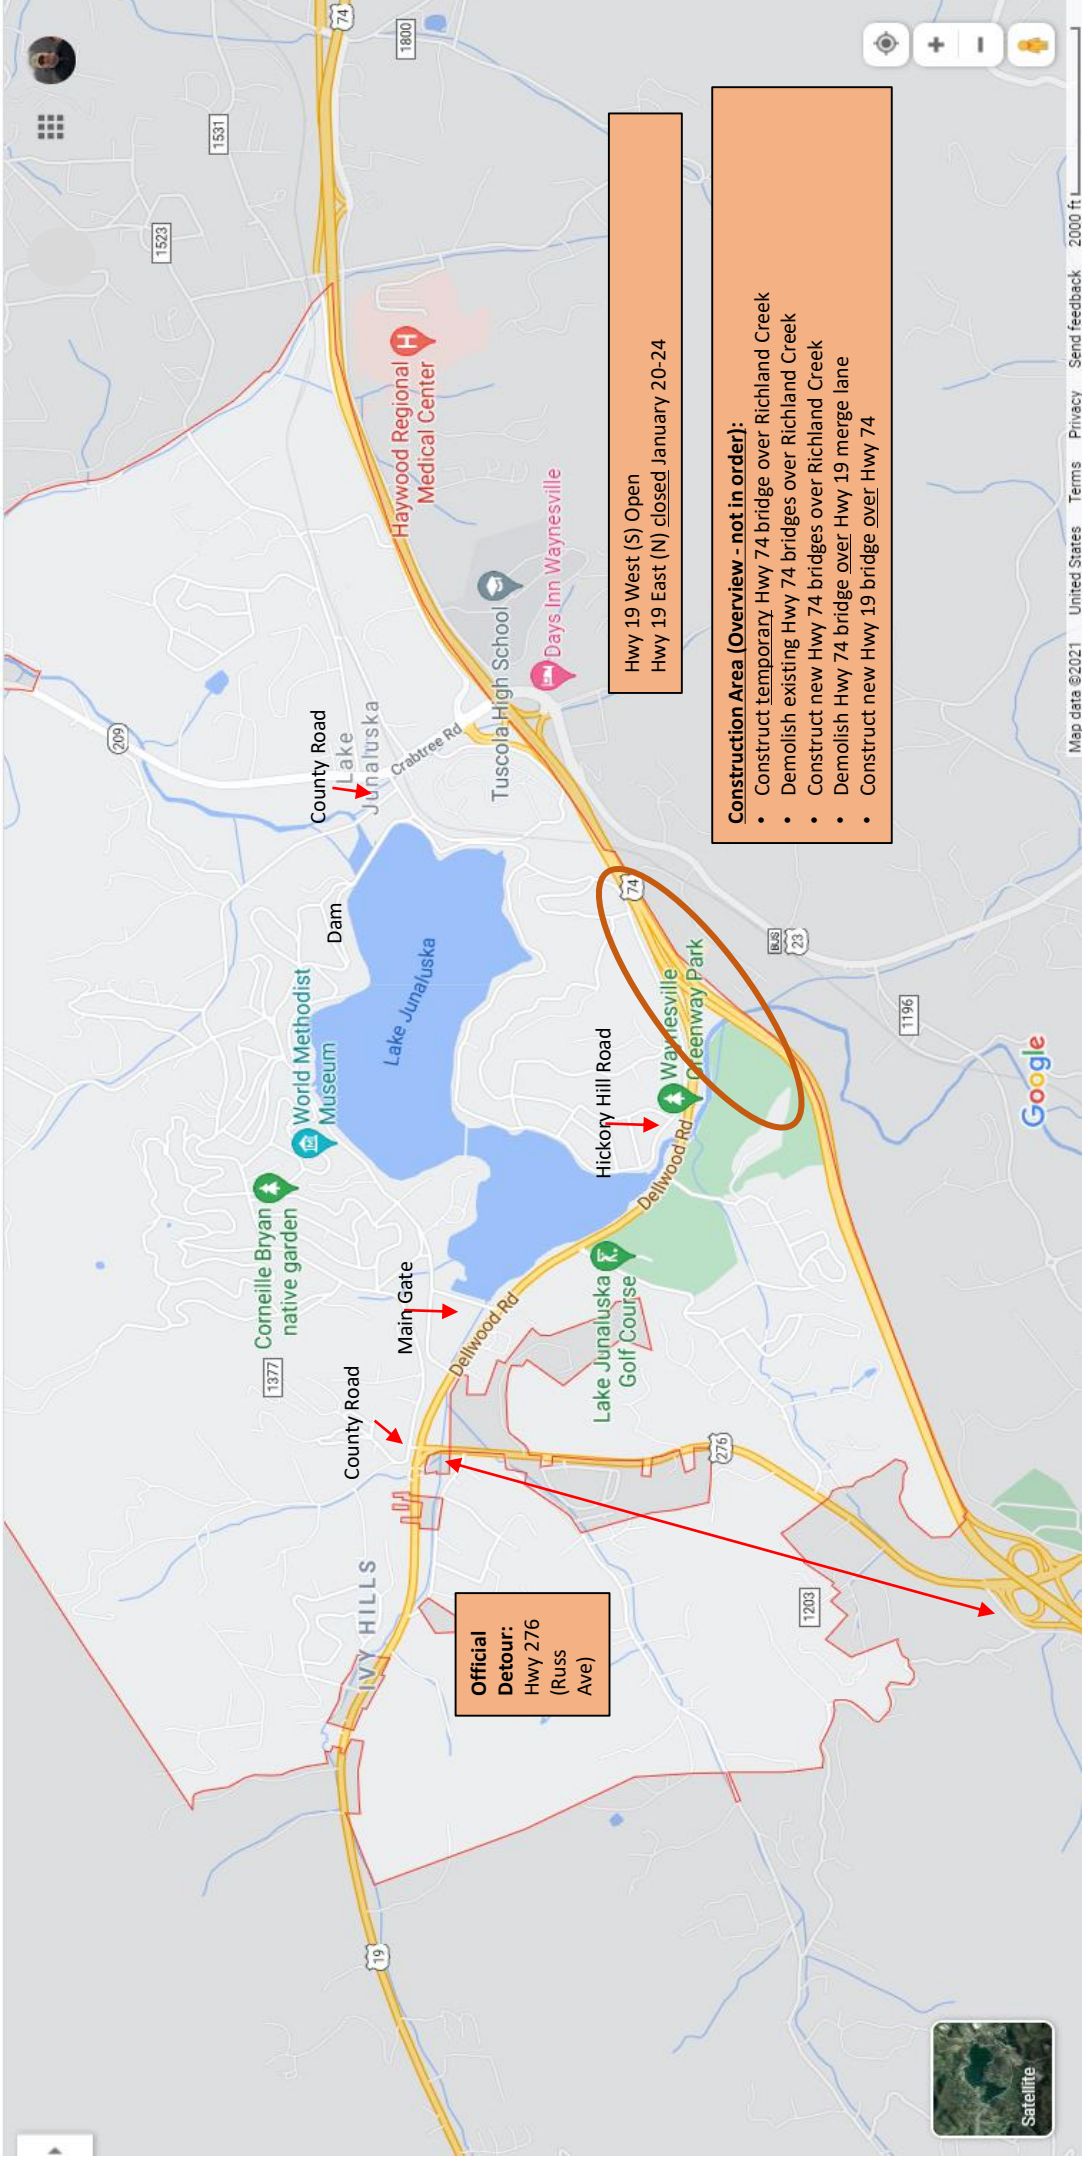 74
1800
1531
1523
209
Haywood Regional
Medical Center
H
County Road
Lake
Junaluska
Crabtree Rd
Tuscola High School
Days Inn Waynesville
Dam
World Methodist
Museum
M
Lake Junaluska
Corneille Bryan
native garden
1377
Main Gate
County Road
IVY HILLS
19
Dellwood Rd
Dellwood Rd
Hickory Hill Road
Waynesville
Greenway Park
74
BUS
23
1196
Lake Junaluska
Golf Course
276
1203
Official
Detour:
Hwy 276
(Russ
Ave)
Hwy 19 West (S) Open
Hwy 19 East (N) closed January 20-24
Construction Area (Overview - not in order):
• Construct temporary Hwy 74 bridge over Richland Creek
• Demolish existing Hwy 74 bridges over Richland Creek
• Construct new Hwy 74 bridges over Richland Creek
• Demolish Hwy 74 bridge over Hwy 19 merge lane
• Construct new Hwy 19 bridge over Hwy 74
Satellite
Google
Map data ©2021 United States Terms Privacy Send feedback 2000 ft